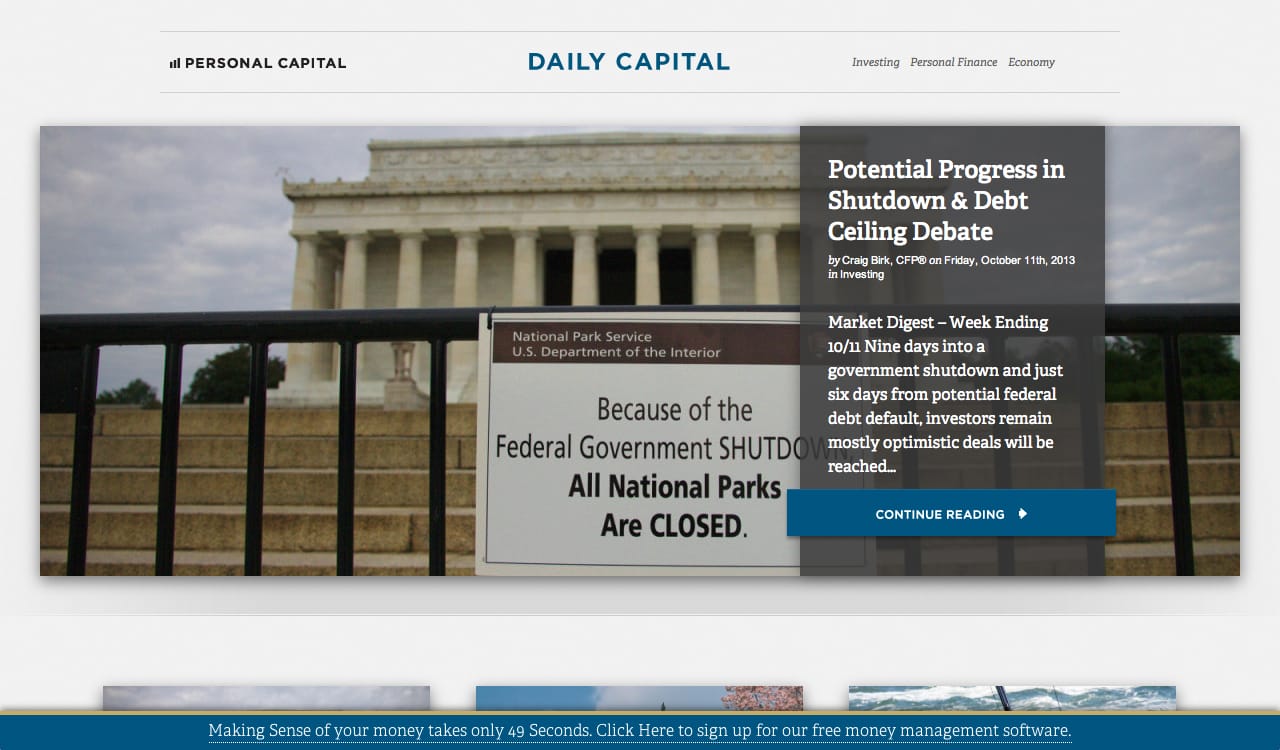 PERSONAL CAPITAL
DAILY CAPITAL
Investing Personal Finance Economy
National Park Service
U.S. Department of the Interior
Because of the
Federal Government SHUTDOWN,
All National Parks
Are CLOSED.
Potential Progress in
Shutdown & Debt
Ceiling Debate
by Craig Birk, CFP® on Friday, October 11th, 2013
in Investing
Market Digest – Week Ending
10/11 Nine days into a
government shutdown and just
six days from potential federal
debt default, investors remain
mostly optimistic deals will be
reached...
CONTINUE READING
Making Sense of your money takes only 49 Seconds. Click Here to sign up for our free money management software.